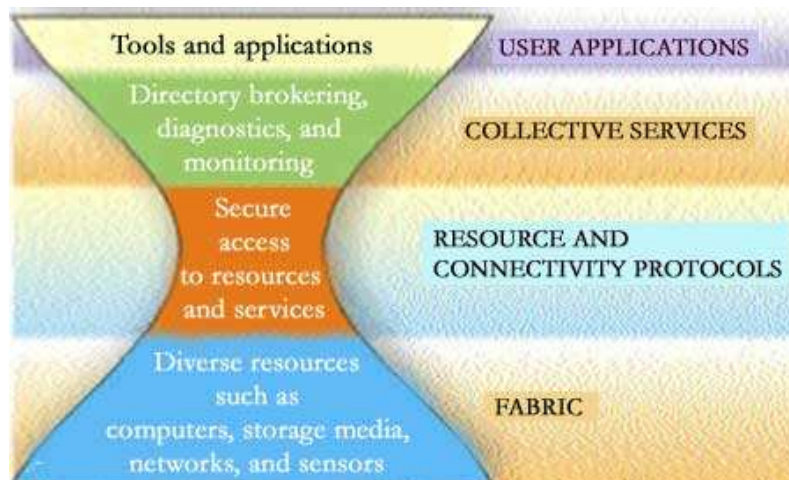 Tools and applications
USER APPLICATIONS
Directory brokering,
diagnostics, and
monitoring
COLLECTIVE SERVICES
Secure
access
to resources
and services
RESOURCE AND
CONNECTIVITY PROTOCOLS
Diverse resources
such as
computers, storage media,
networks, and sensors
FABRIC